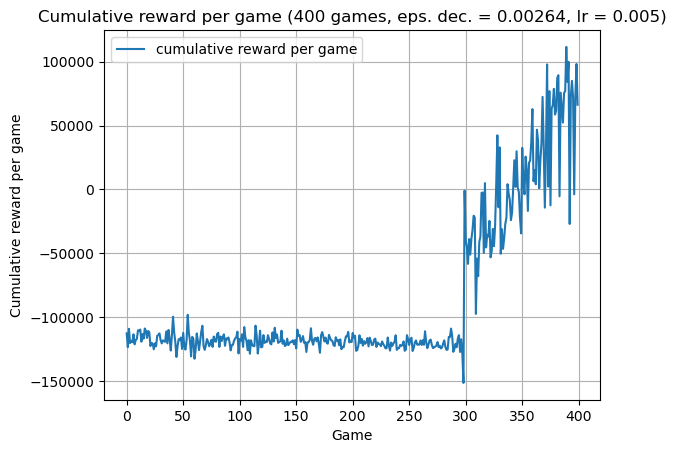 Cumulative reward per game (400 games, eps. dec. = 0.00264, lr = 0.005)
cumulative reward per game
100000
50000
0
−50000
−100000
−150000
Cumulative reward per game
0 50 100 150 200 250 300 350 400
Game